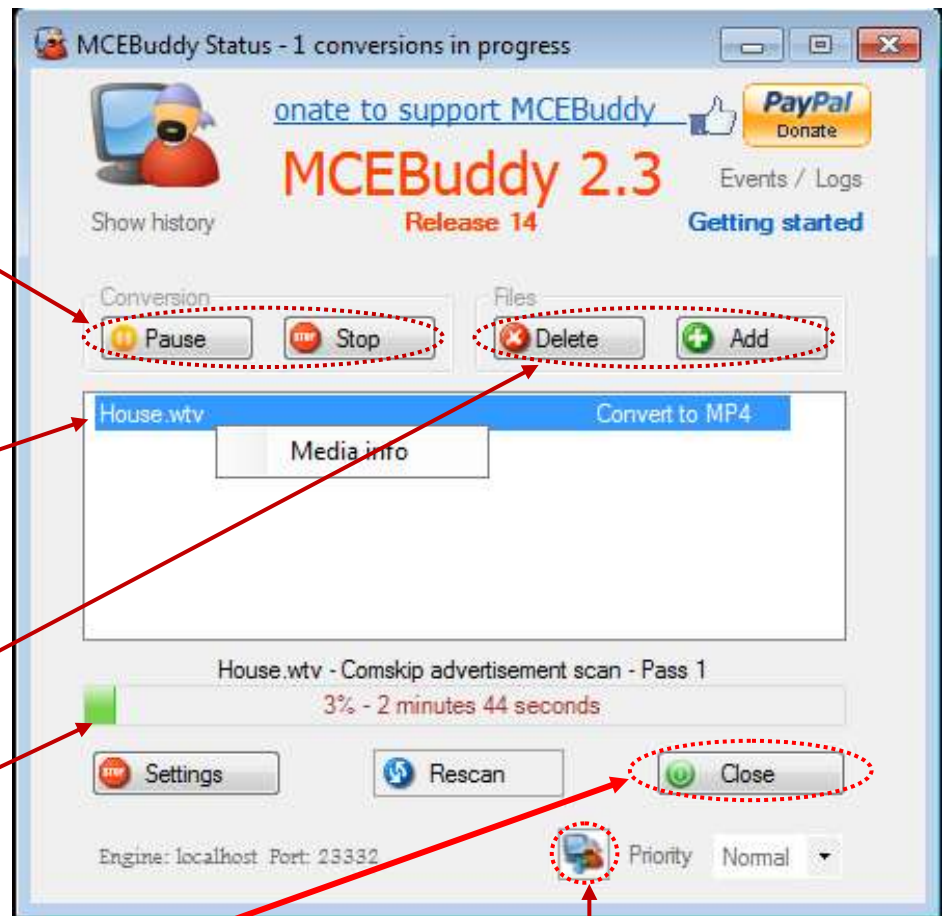 MCEBuddy Status - 1 conversions in progress
onate to support MCEBuddy
PayPal
Donate
MCEBuddy 2.3
Events / Logs
Show history
Release 14
Getting started
Conversion
Files
Pause
STOP
Stop
Delete
Add
House.wtv
Convert to MP4
Media info
House.wtv - Comskip advertisement scan - Pass 1
3% - 2 minutes 44 seconds
STOP
Settings
Rescan
Close
Engine: localhost Port: 23332
Priority
Normal